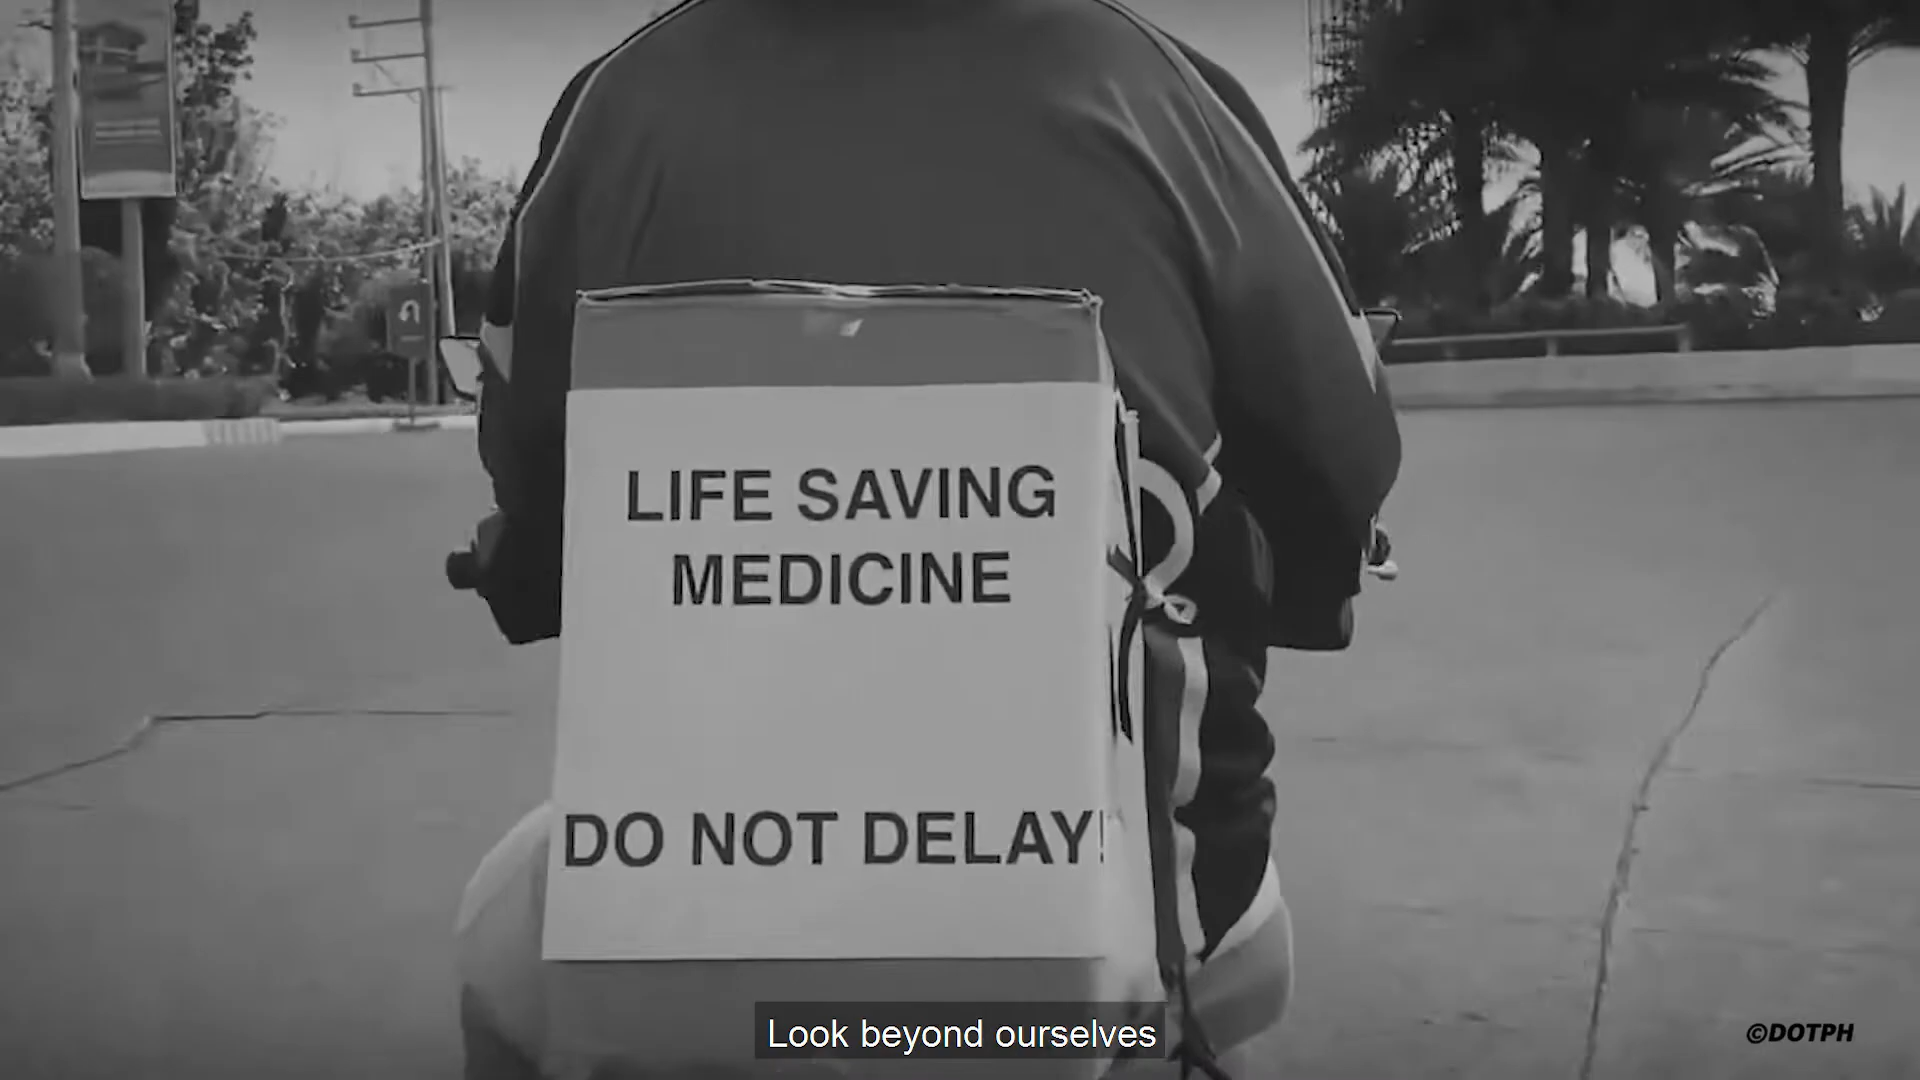 LIFE SAVING
MEDICINE
DO NOT DELAY!
Look beyond ourselves
©DOTPH